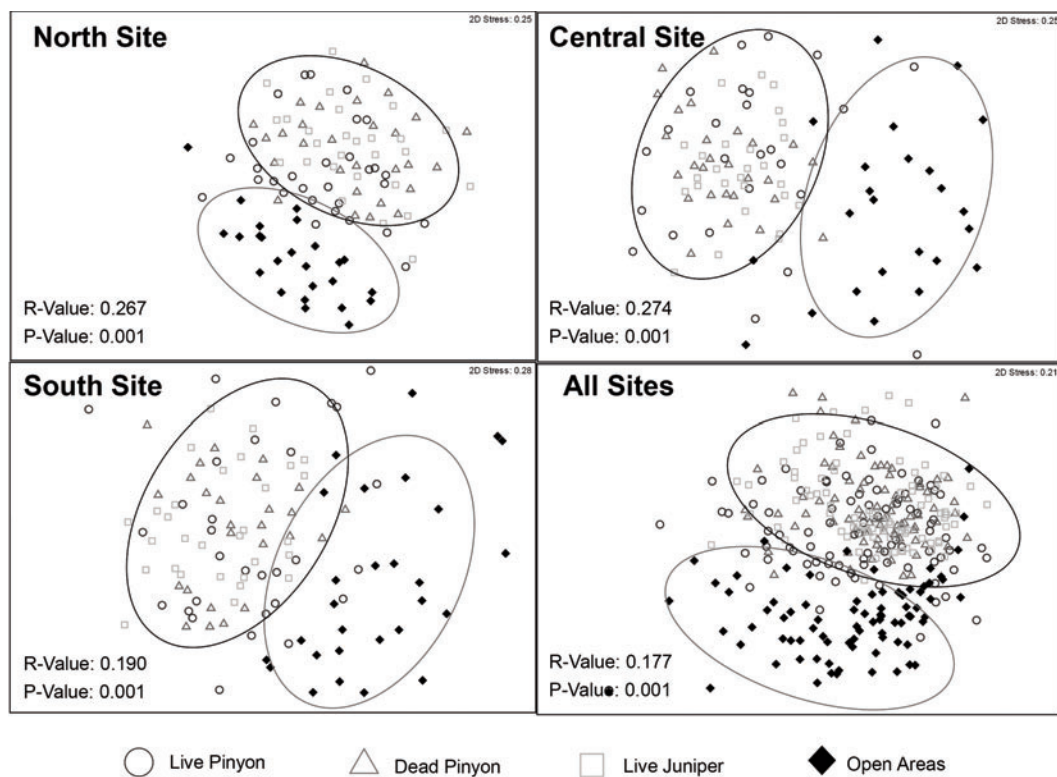 North Site
2D Stress: 0.25
R-Value: 0.267
P-Value: 0.001
Central Site
2D Stress: 0.25
R-Value: 0.274
P-Value: 0.001
South Site
2D Stress: 0.28
R-Value: 0.190
P-Value: 0.001
All Sites
2D Stress: 0.21
R-Value: 0.177
P-Value: 0.001
Live Pinyon
Dead Pinyon
Live Juniper
Open Areas